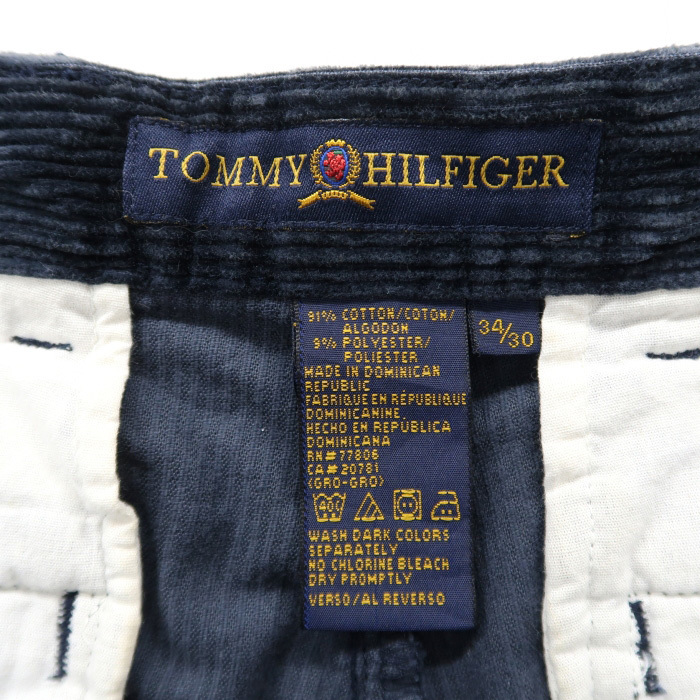 TOMMY HILFIGER
91% COTTON/COTON/
ALGODON
9% POLYESTER/
POLIESTER
MADE IN DOMINICAN
REPUBLIC
FABRIQUE EN RÉPUBLIQUE
DOMINICANINE.
HECHO EN REPÚBLICA
DOMINICANA
RN# 77806
CA# 20781
(GRO-GRO)
40C
WASH DARK COLORS
SEPARATELY
NO CHLORINE BLEACH
DRY PROMPTLY
VERSO/AL REVERSO
34/30